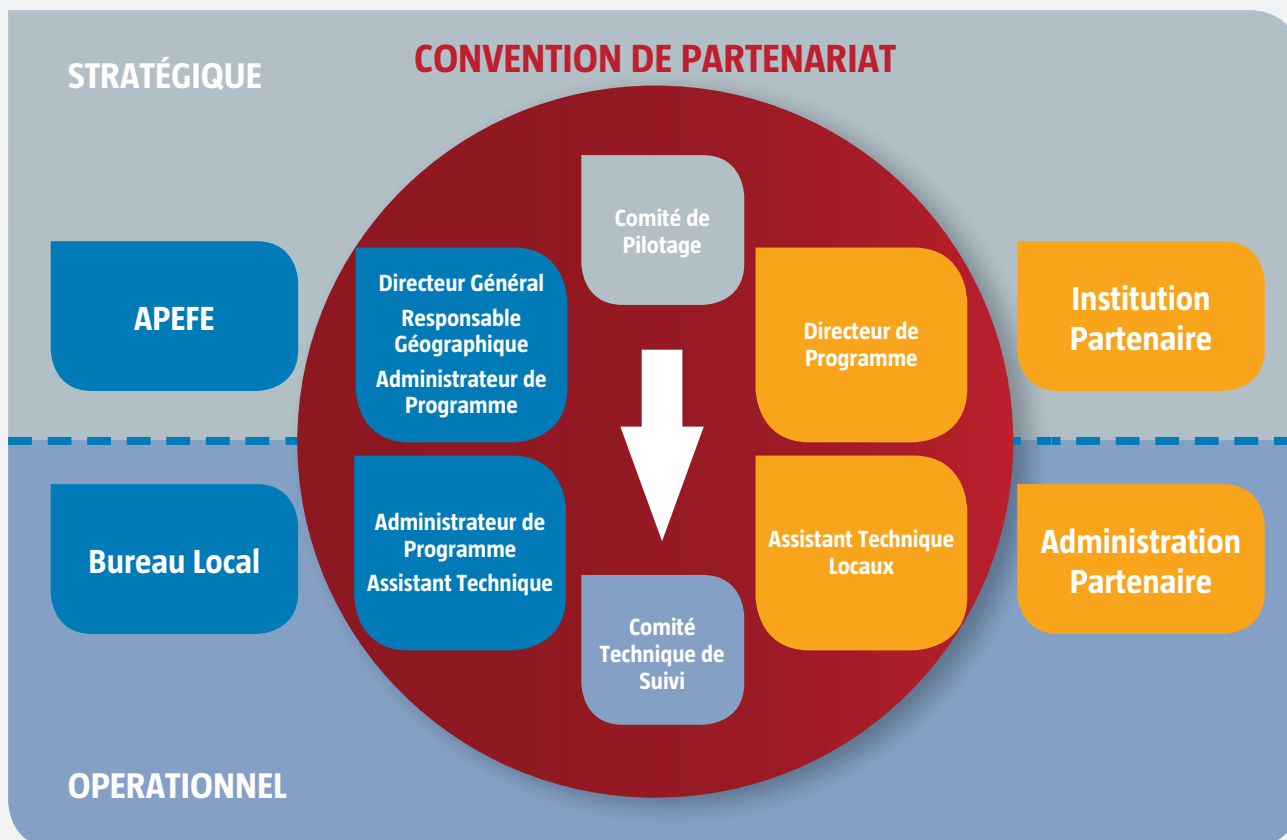 CONVENTION DE PARTENARIAT
STRATÉGIQUE
Comité de
Pilotage
APEFE
Directeur Général
Responsable
Géographique
Administrateur de
Programme
Directeur de
Programme
Institution
Partenaire
Bureau Local
Administrateur de
Programme
Assistant Technique
Assistant Technique
Locaux
Administration
Partenaire
Comité
Technique de
Suivi
OPERATIONNEL